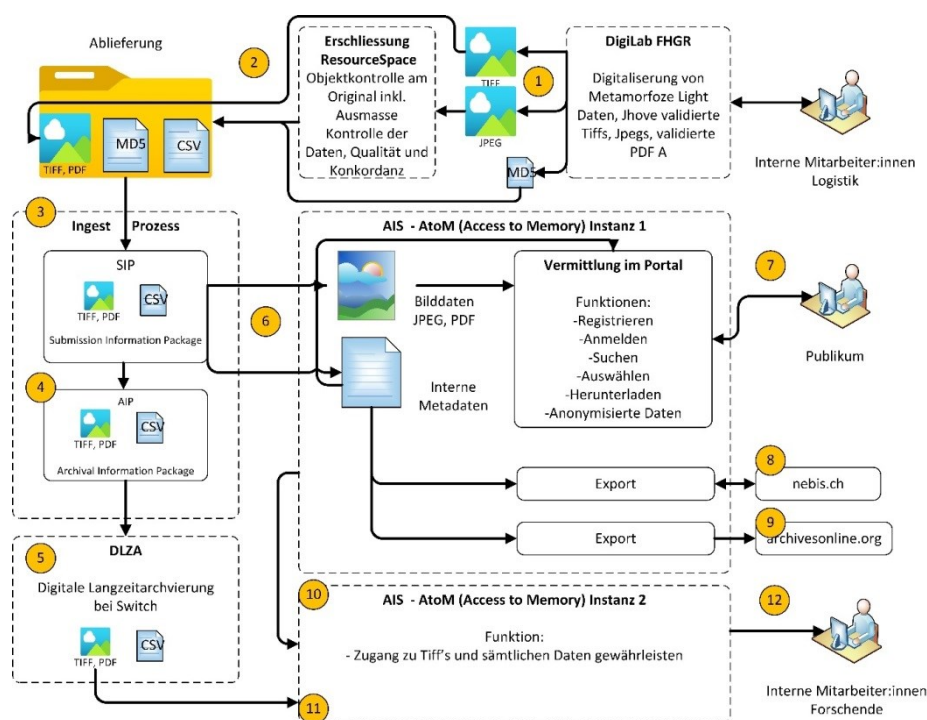 Ablieferung
2
TIFF, PDF
MD5
CSV
Erschliessung
ResourceSpace
Objektkontrolle am
Original inkl.
Ausmasse
Kontrolle der
Daten, Qualität und
Konkordanz
TIFF
1
JPEG
MD5
DigiLab FHGR
Digitaliserung von
Metamorfoze Light
Daten, Jhove validierte
Tiffs, Jpegs, validierte
PDF A
Interne Mitarbeiter:innen
Logistik
3
Ingest Prozess
SIP
TIFF, PDF
CSV
Submission Information Package
4
AIP
TIFF, PDF
CSV
Archival Information Package
5
DLZA
Digitale Langzeitarchivierung
bei Switch
TIFF, PDF
CSV
6
AIS - AtoM (Access to Memory) Instanz 1
Bilddaten
JPEG, PDF
Interne
Metadaten
Vermittlung im Portal
Funktionen:
-Registrieren
-Anmelden
-Suchen
-Auswählen
-Herunterladen
-Anonymisierte Daten
7
Publikum
Export
8
nebis.ch
Export
9
archivesonline.org
10
AIS - AtoM (Access to Memory) Instanz 2
Funktion:
- Zugang zu Tiff's und sämtlichen Daten gewährleisten
11
12
Interne Mitarbeiter:innen
Forschende